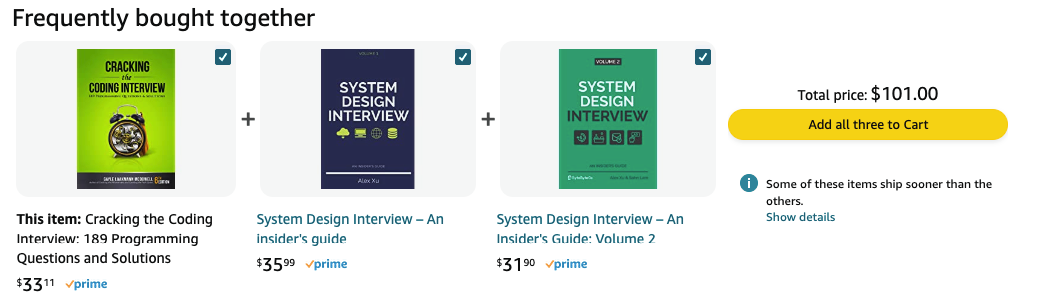 Frequently bought together
CRACKING
the
CODING INTERVIEW
189 PROGRAMMING QUESTIONS & SOLUTIONS
GAYLE LAAKMANN MCDOWELL
+
VOLUME 1
SYSTEM
DESIGN
INTERVIEW
AN INSIDER'S GUIDE
Alex Xu
+
VOLUME 2
SYSTEM
DESIGN
INTERVIEW
AN INSIDER'S GUIDE
ByteByteGo
Total price: $101.00
Add all three to Cart
Some of these items ship sooner than the
others.
Show details
This item: Cracking the Coding
Interview: 189 Programming
Questions and Solutions
$33 11 prime
System Design Interview – An
insider's guide
$35 99 prime
System Design Interview – An
Insider's Guide: Volume 2
$31 90 prime